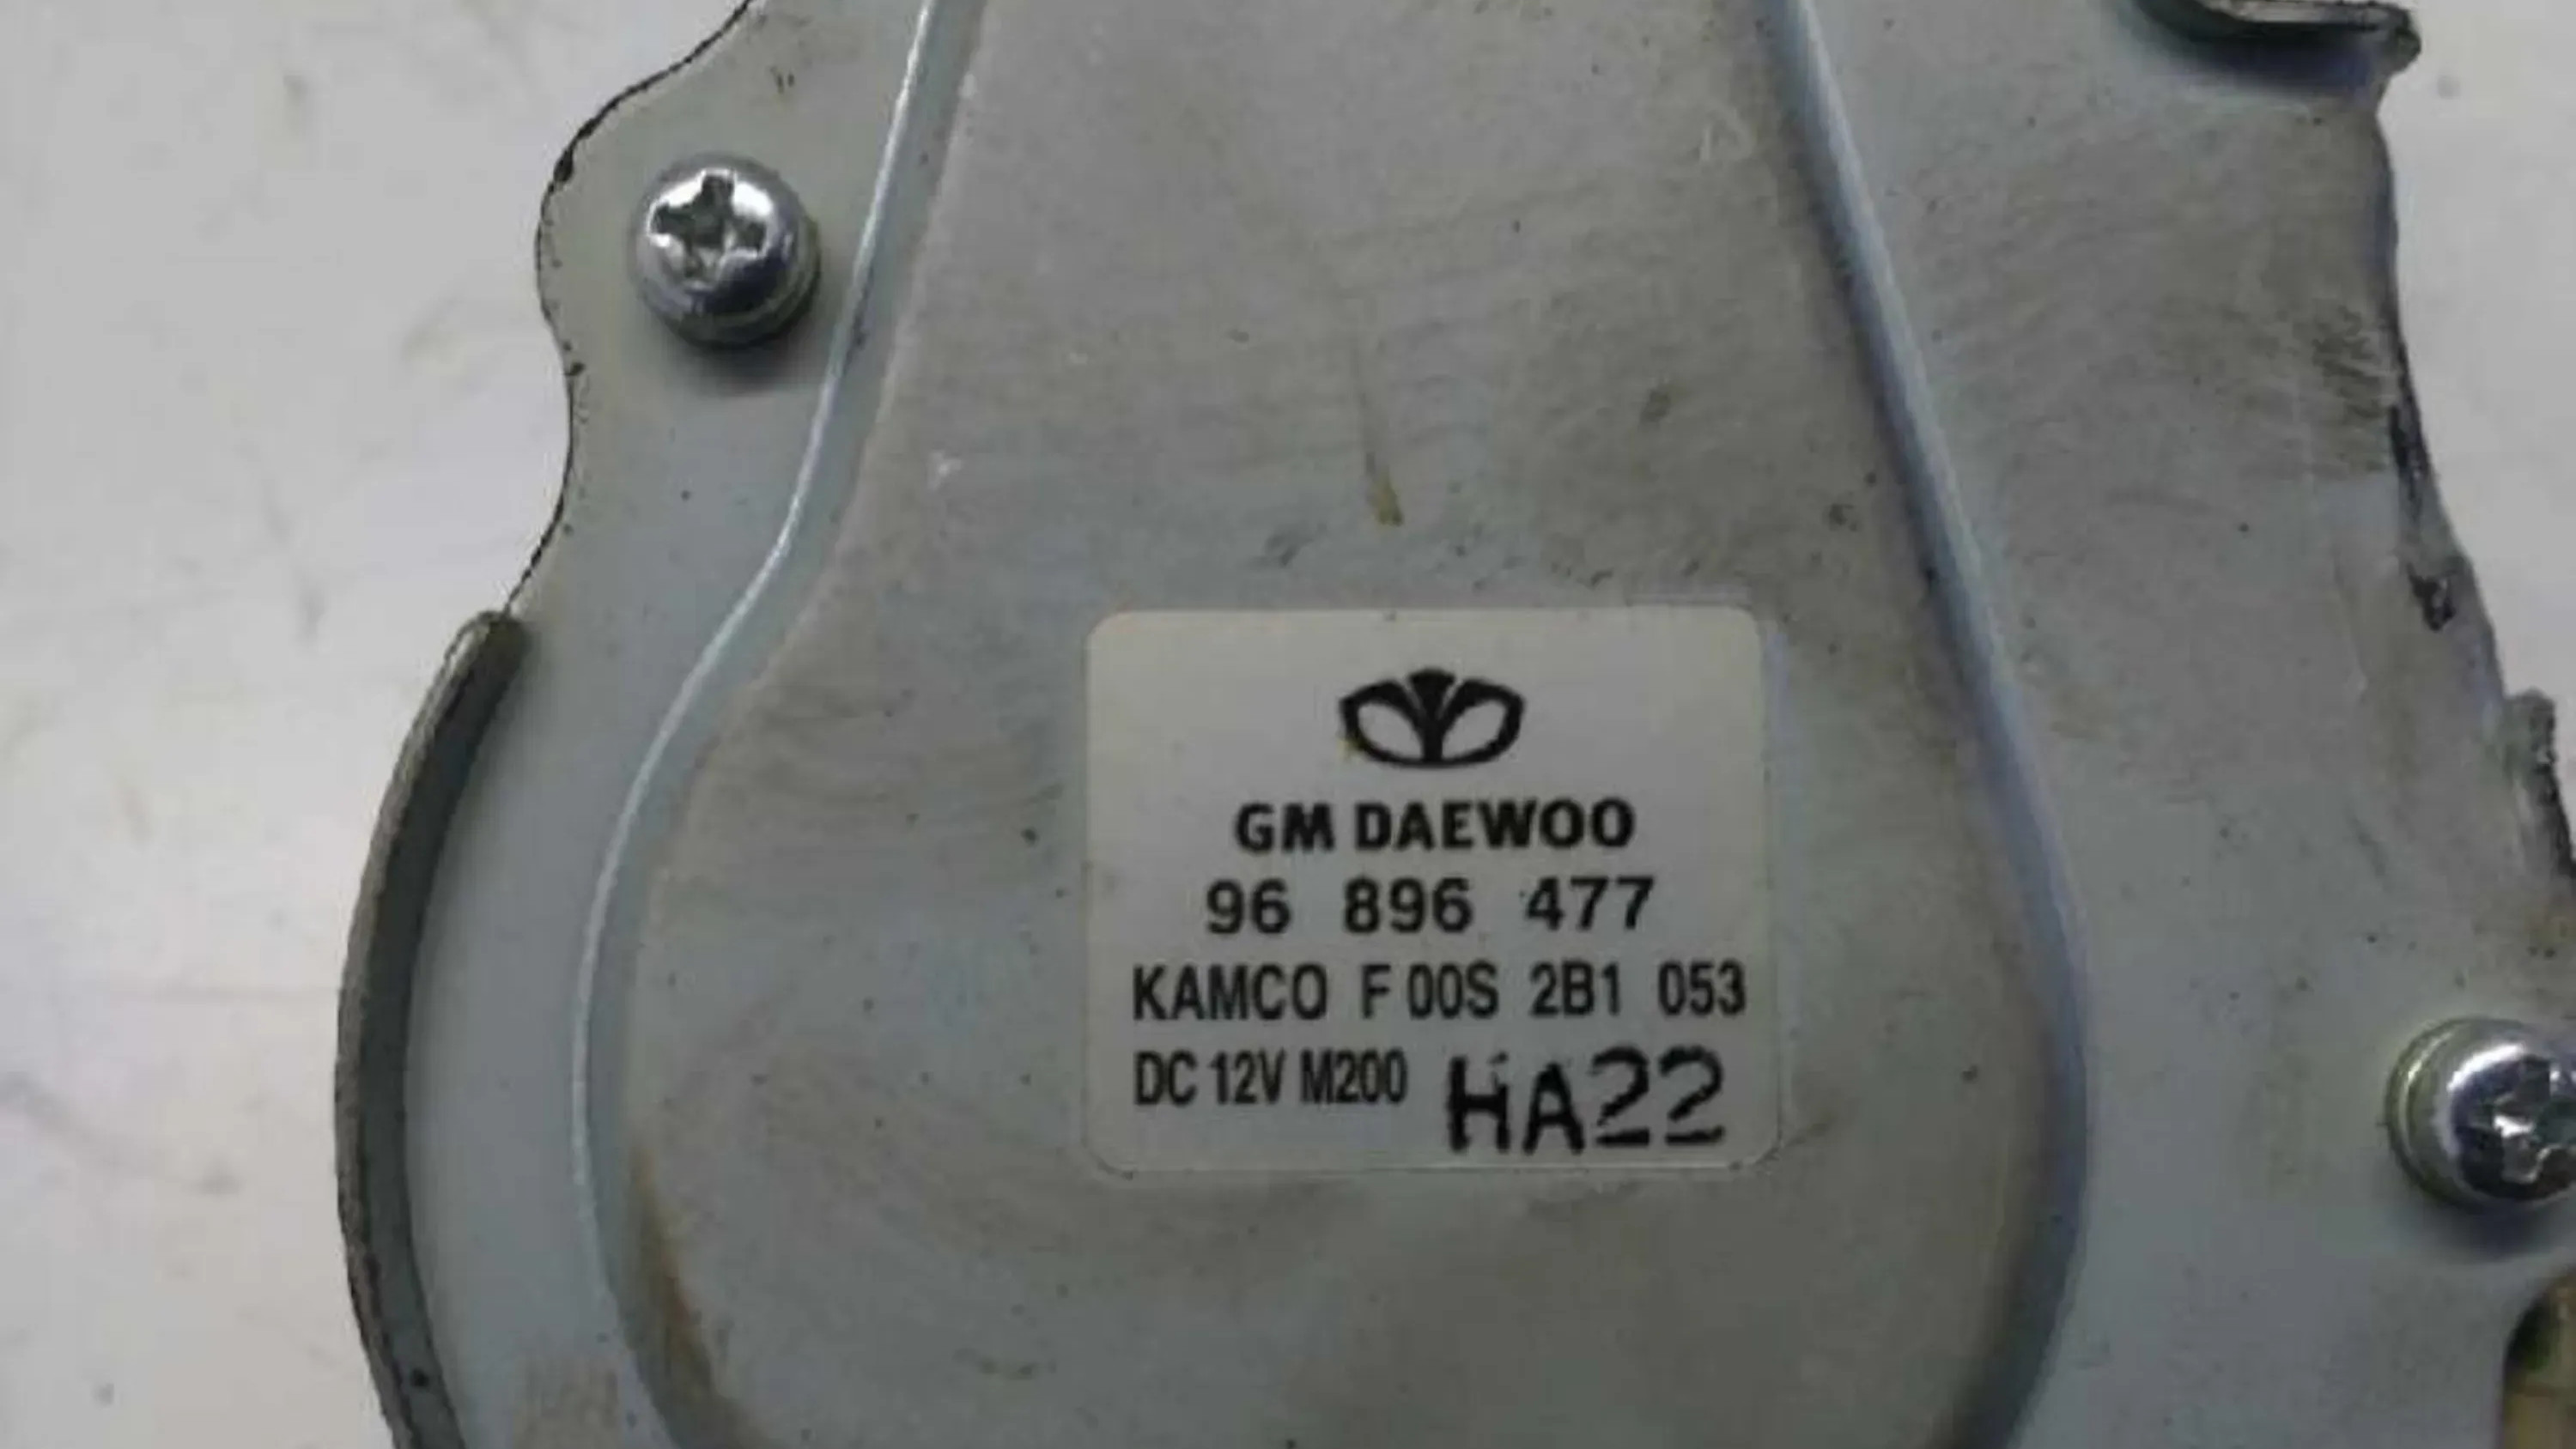 GM DAEWOO
96 896 477
KAMCO F 00S 2B1 053
DC 12V M200 HA22